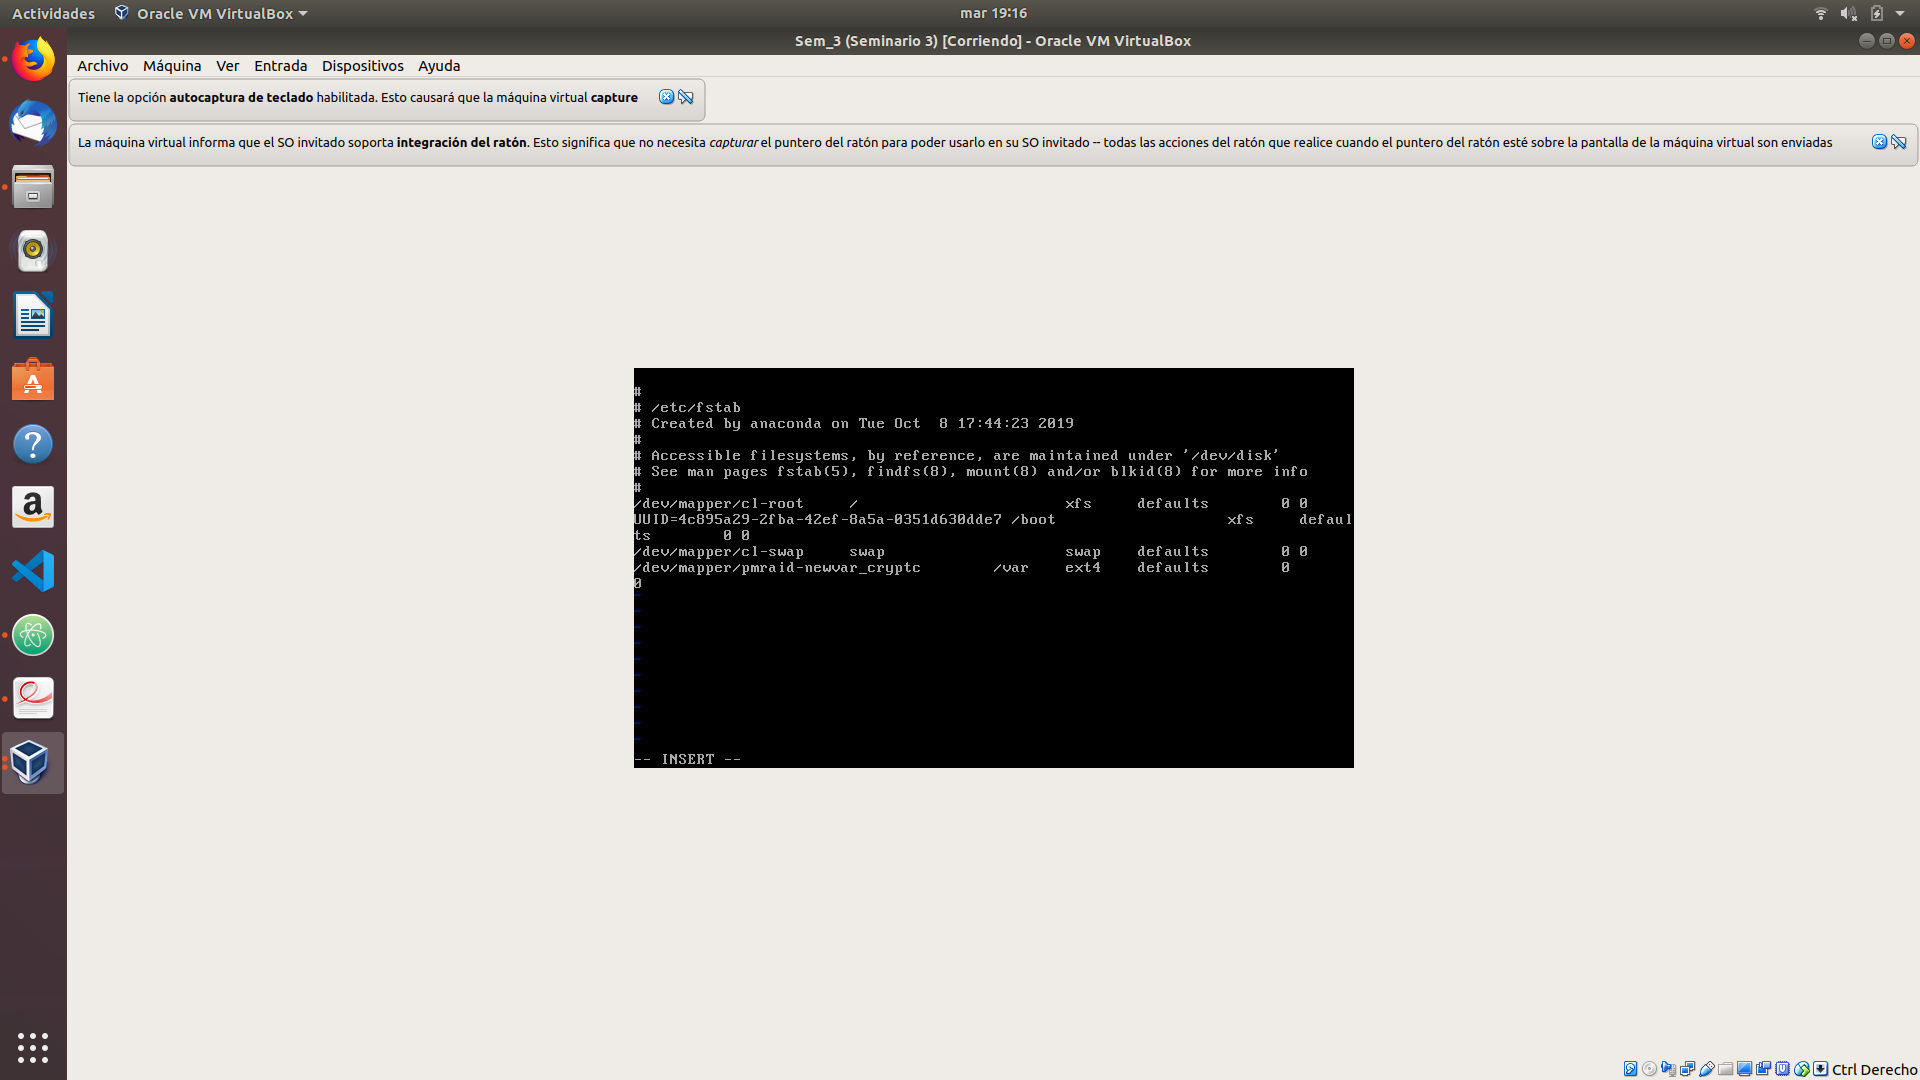 Actividades Oracle VM VirtualBox mar 19:16
Sem_3 (Seminario 3) [Corriendo] - Oracle VM VirtualBox
Archivo Máquina Ver Entrada Dispositivos Ayuda
Tiene la opción autocaptura de teclado habilitada. Esto causará que la máquina virtual capture
La máquina virtual informa que el SO invitado soporta integración del ratón. Esto significa que no necesita capturar el puntero del ratón para poder usarlo en su SO invitado -- todas las acciones del ratón que realice cuando el puntero del ratón esté sobre la pantalla de la máquina virtual son enviadas
#
# /etc/fstab
# Created by anaconda on Tue Oct  8 17:44:23 2019
#
# Accessible filesystems, by reference, are maintained under '/dev/disk'
# See man pages fstab(5), findfs(8), mount(8) and/or blkid(8) for more info
#
/dev/mapper/cl-root     /                       xfs     defaults        0 0
UUID=4c895a29-2fba-42ef-8a5a-0351d630dde7 /boot                   xfs     defaul
ts        0 0
/dev/mapper/cl-swap     swap                    swap    defaults        0 0
/dev/mapper/pmraid-newvar_cryptc        /var    ext4    defaults        0
0
~
~
~
~
~
~
~
~
~
~
-- INSERT --
Ctrl Derecho